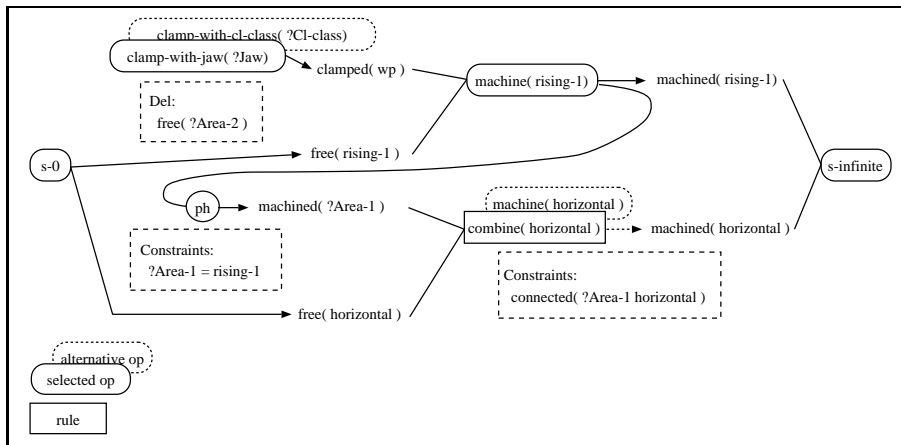 clamp-with-cl-class( ?Cl-class)
clamp-with-jaw( ?Jaw)
clamped( wp )
machine( rising-1)
machined( rising-1)
Del:
free( ?Area-2 )
s-0
free( rising-1 )
s-infinite
ph
machined( ?Area-1)
machine( horizontal)
combine( horizontal )
machined( horizontal )
Constraints:
?Area-1 = rising-1
Constraints:
connected( ?Area-1 horizontal )
free( horizontal )
alternative op
selected op
rule